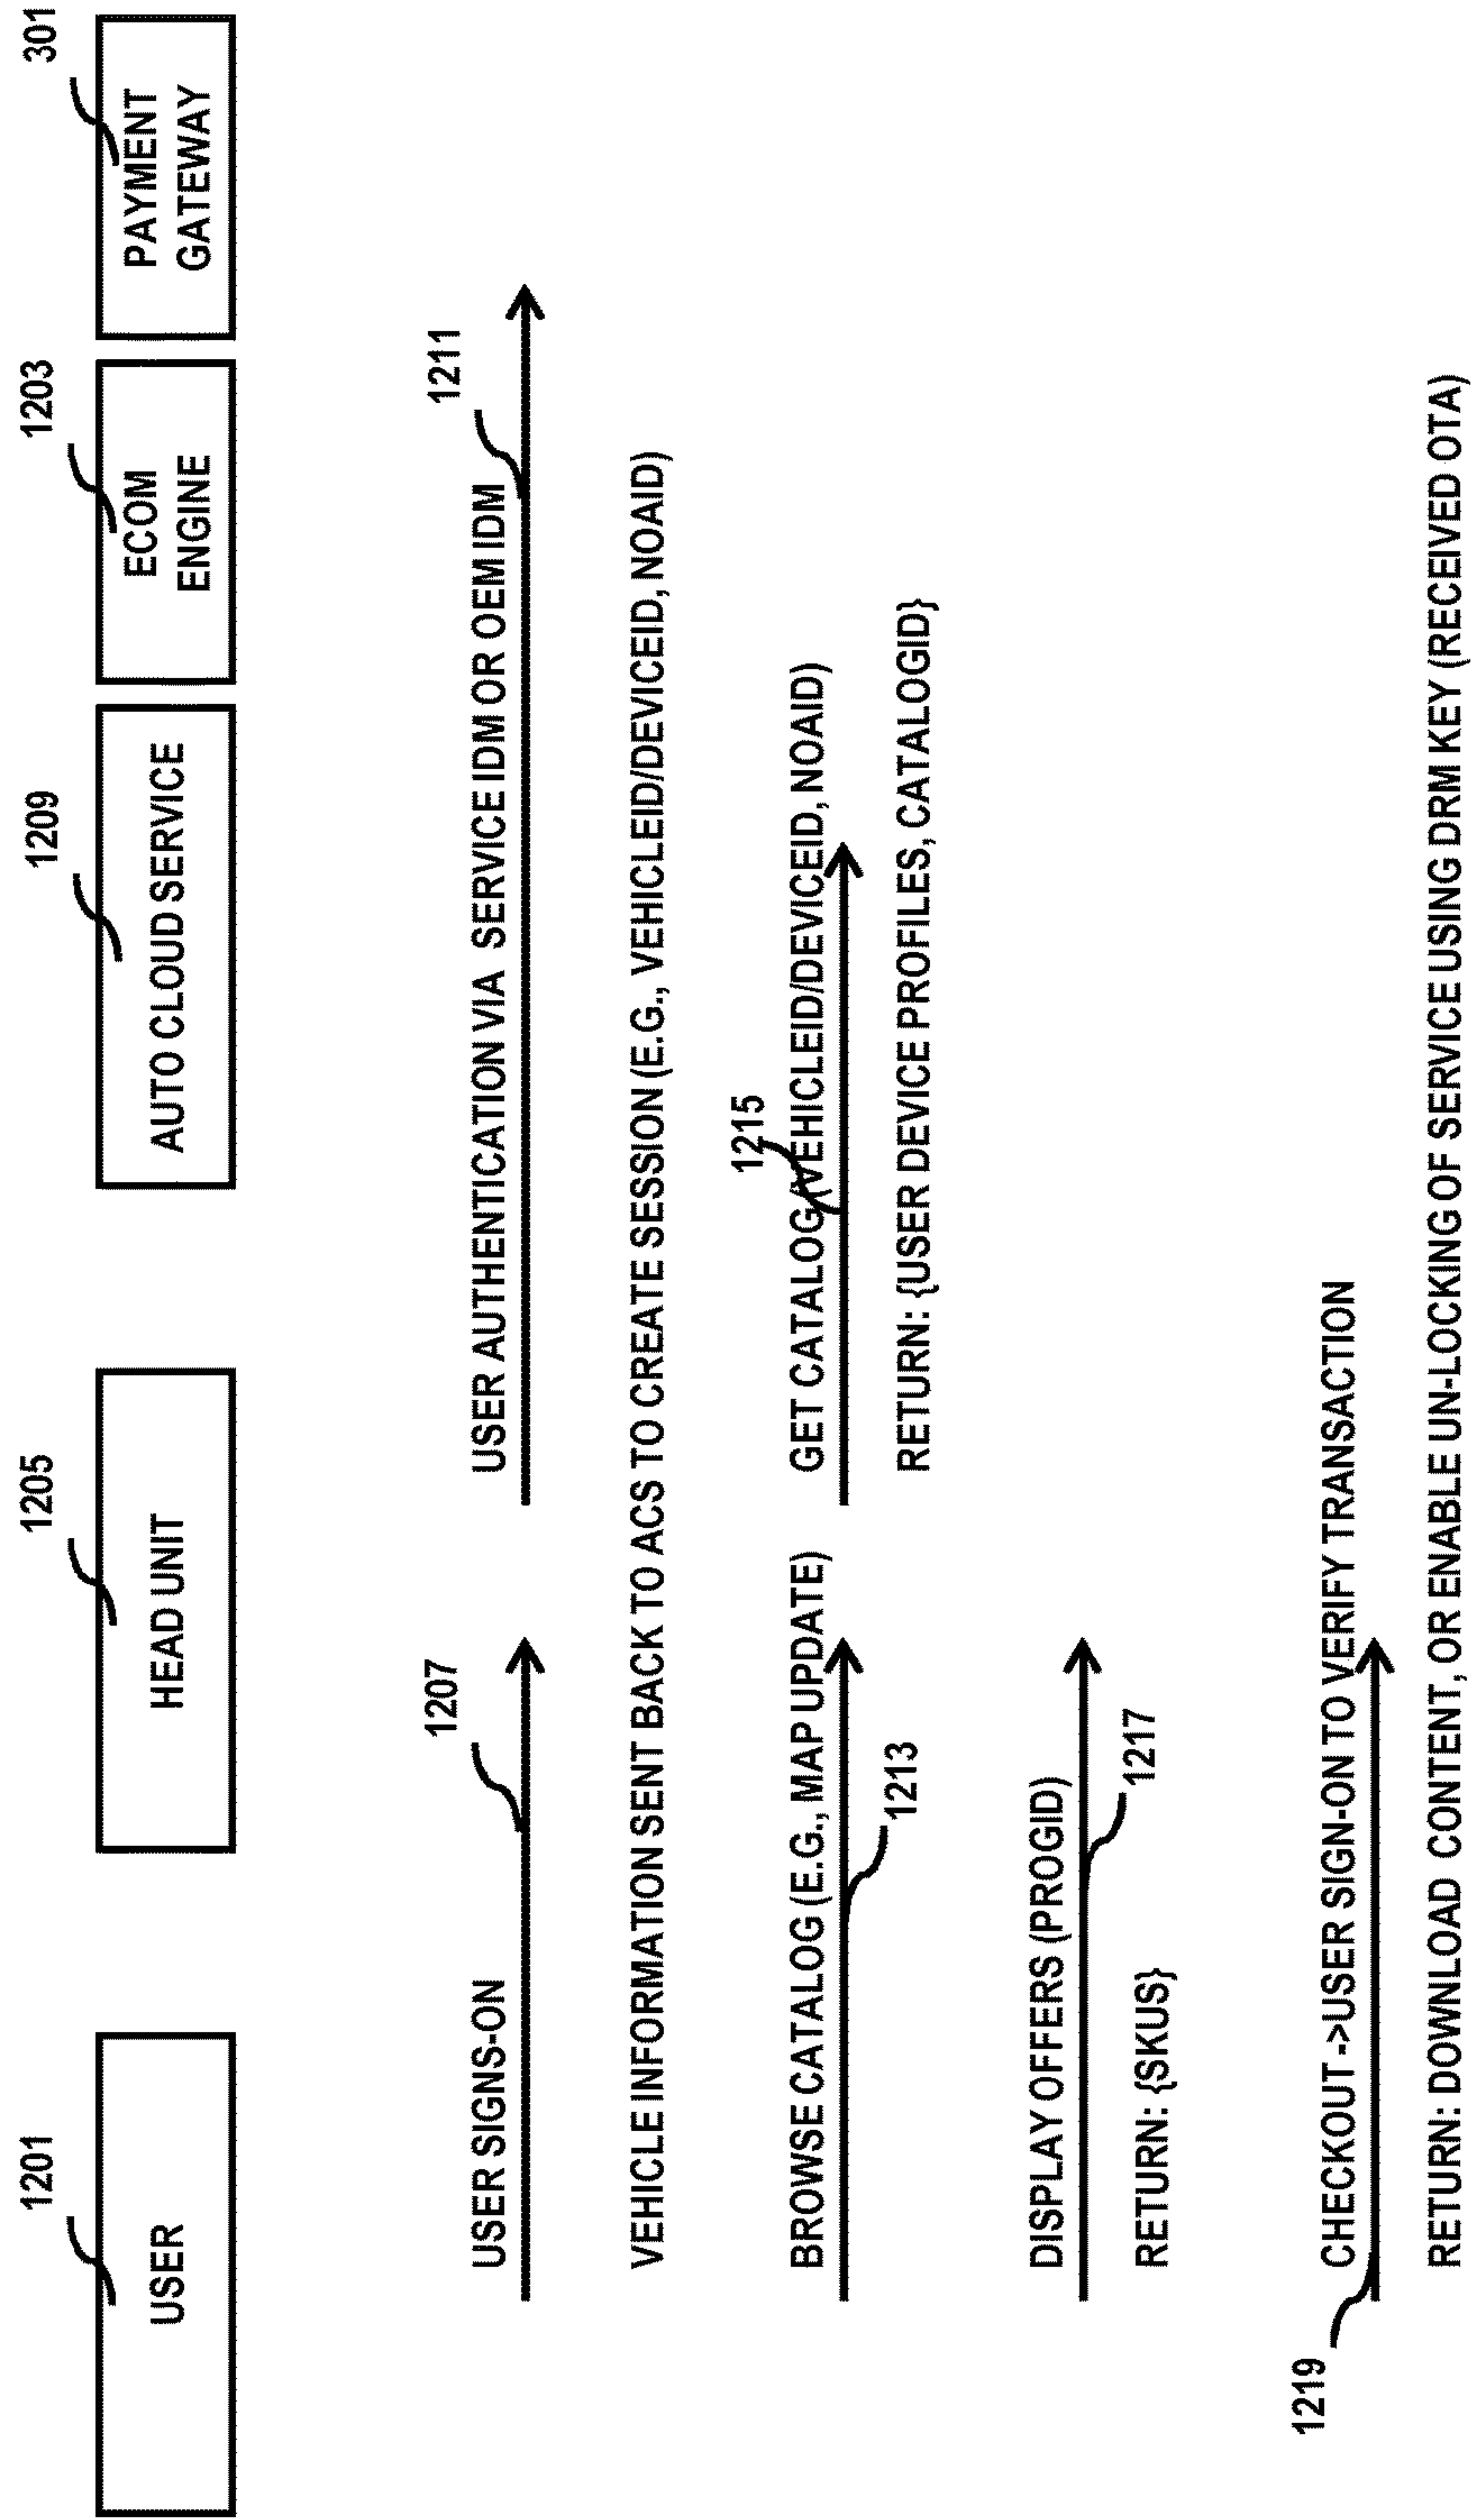 1201
USER
1205
HEAD UNIT
1209
AUTO CLOUD SERVICE
1203
ECOM
ENGINE
301
PAYMENT
GATEWAY
USER SIGNS-ON
1207
USER AUTHENTICATION VIA SERVICE IDM OR OEM IDM
1211
VEHICLE INFORMATION SENT BACK TO ACS TO CREATE SESSION (E.G., VEHICLEID/DEVICEID, NOAID)
BROWSE CATALOG (E.G., MAP UPDATE)
1213
1215
GET CATALOG (VEHICLEID/DEVICEID, NOAID)
RETURN: {USER DEVICE PROFILES, CATALOGID}
DISPLAY OFFERS (PROGID)
1217
RETURN: {SKUS}
1219
CHECKOUT ->USER SIGN-ON TO VERIFY TRANSACTION
RETURN: DOWNLOAD CONTENT, OR ENABLE UN-LOCKING OF SERVICE USING DRM KEY (RECEIVED OTA)